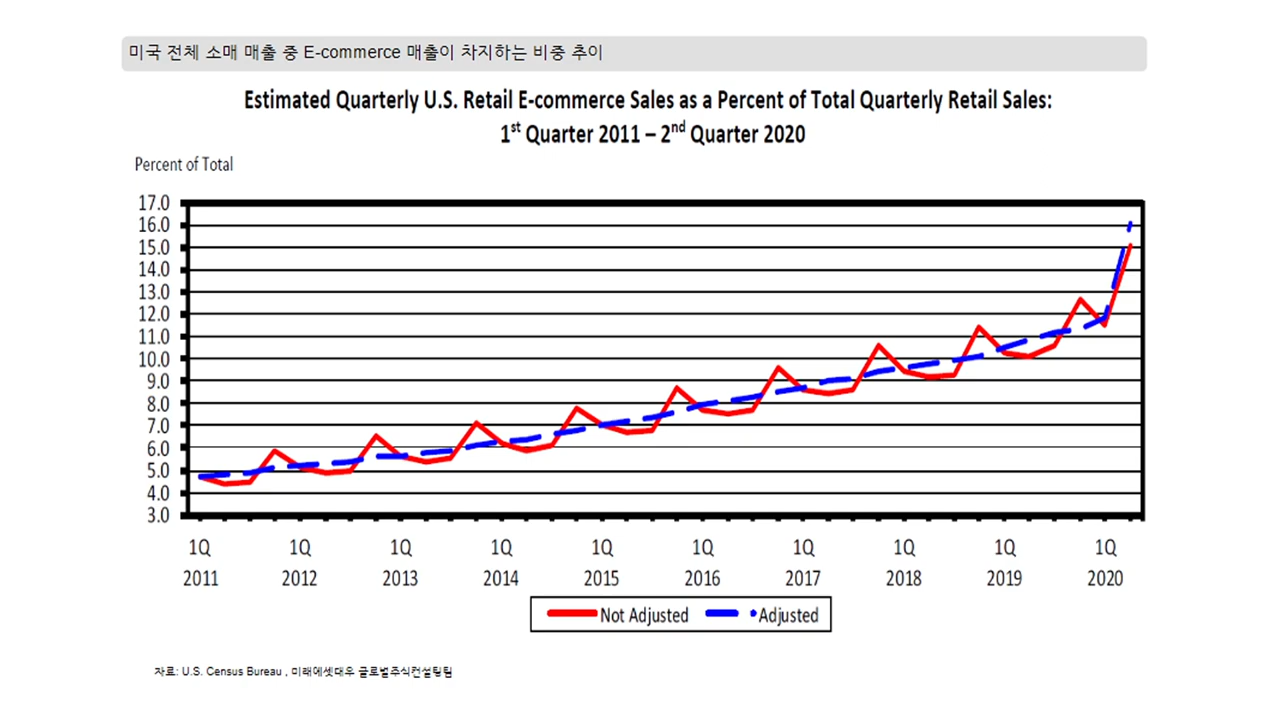 미국 전체 소매 매출 중 E-commerce 매출이 차지하는 비중 추이
Estimated Quarterly U.S. Retail E-commerce Sales as a Percent of Total Quarterly Retail Sales:
1st Quarter 2011 – 2nd Quarter 2020
Percent of Total
17.0
16.0
15.0
14.0
13.0
12.0
11.0
10.0
9.0
8.0
7.0
6.0
5.0
4.0
3.0
1Q 1Q 1Q 1Q 1Q 1Q 1Q 1Q 1Q 1Q
2011 2012 2013 2014 2015 2016 2017 2018 2019 2020
Not Adjusted Adjusted
자료: U.S. Census Bureau , 미래에셋대우 글로벌주식컨설팅팀